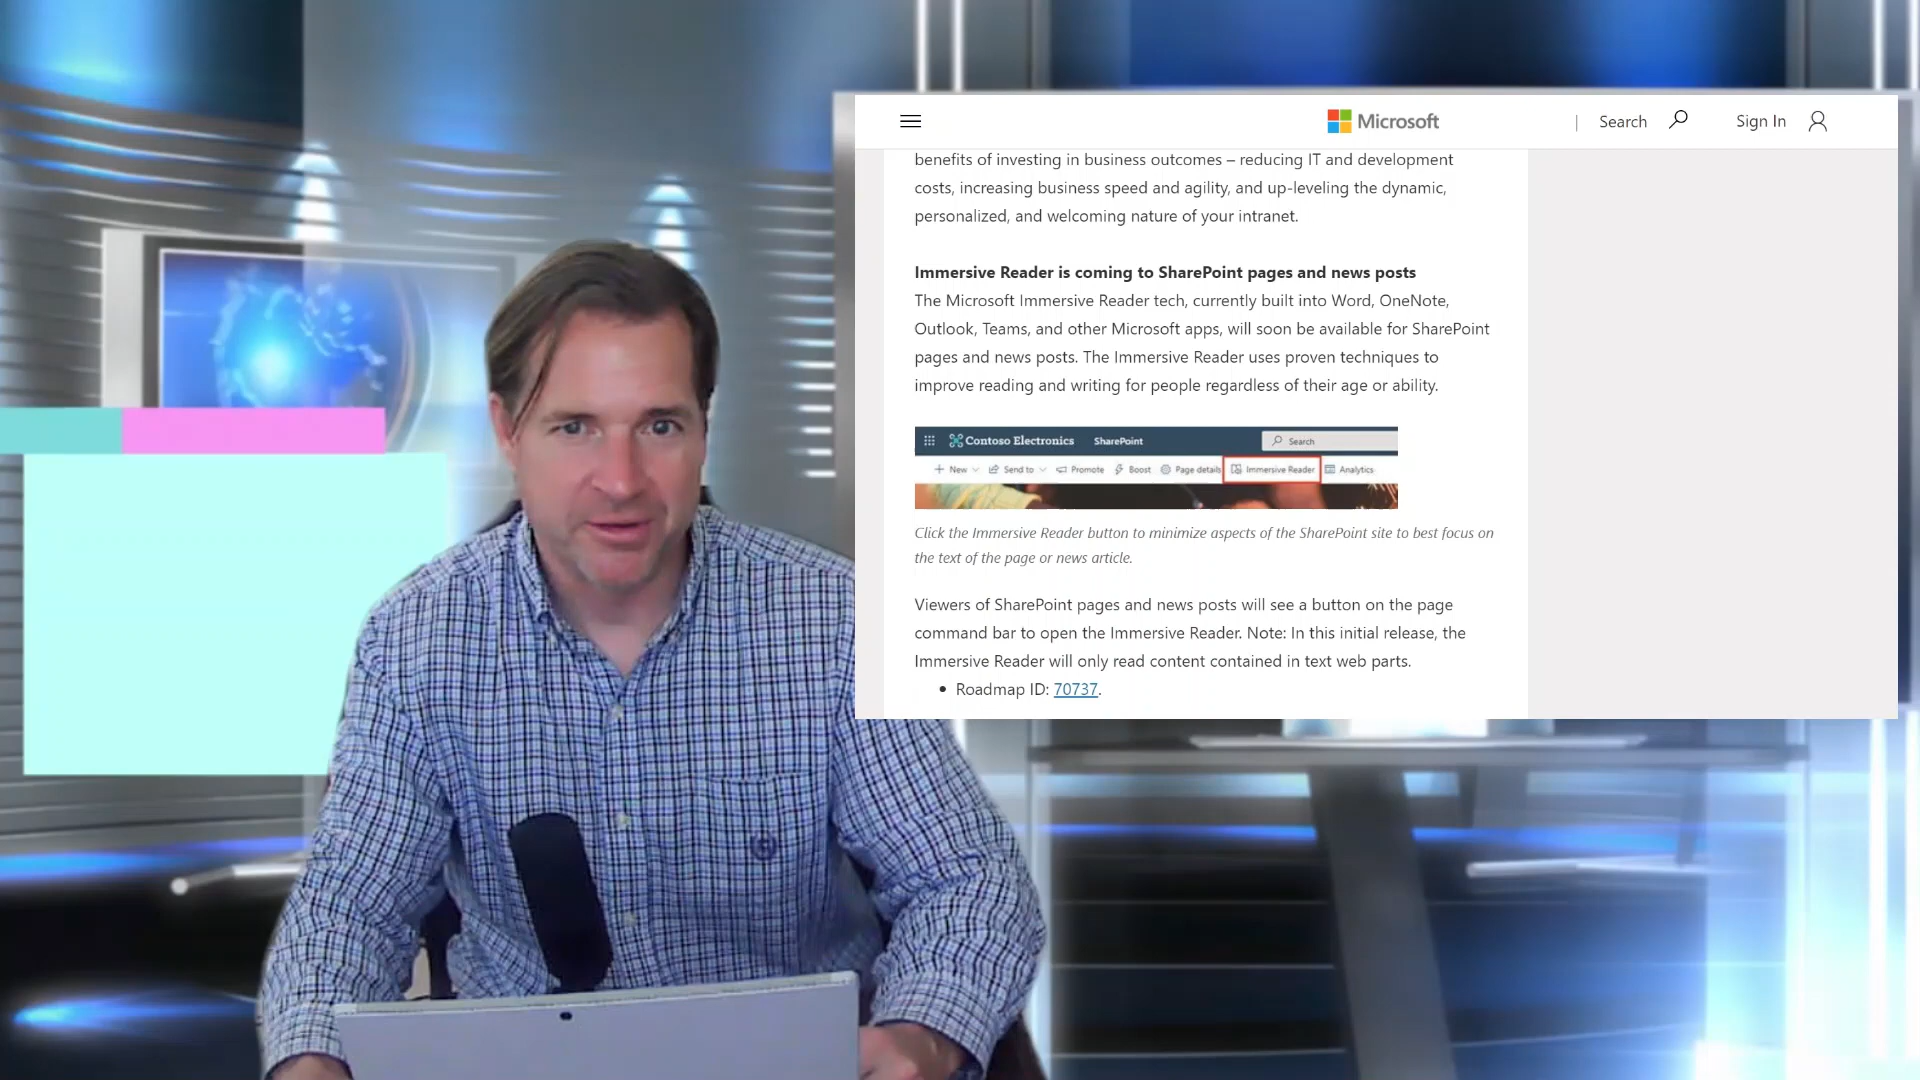 Microsoft
| Search
Sign In
benefits of investing in business outcomes – reducing IT and development
costs, increasing business speed and agility, and up-leveling the dynamic,
personalized, and welcoming nature of your intranet.
Immersive Reader is coming to SharePoint pages and news posts
The Microsoft Immersive Reader tech, currently built into Word, OneNote,
Outlook, Teams, and other Microsoft apps, will soon be available for SharePoint
pages and news posts. The Immersive Reader uses proven techniques to
improve reading and writing for people regardless of their age or ability.
Contoso Electronics SharePoint Search
+ New Send to Promote Boost Page details Immersive Reader Analytics
Click the Immersive Reader button to minimize aspects of the SharePoint site to best focus on
the text of the page or news article.
Viewers of SharePoint pages and news posts will see a button on the page
command bar to open the Immersive Reader. Note: In this initial release, the
Immersive Reader will only read content contained in text web parts.
• Roadmap ID: 70737.